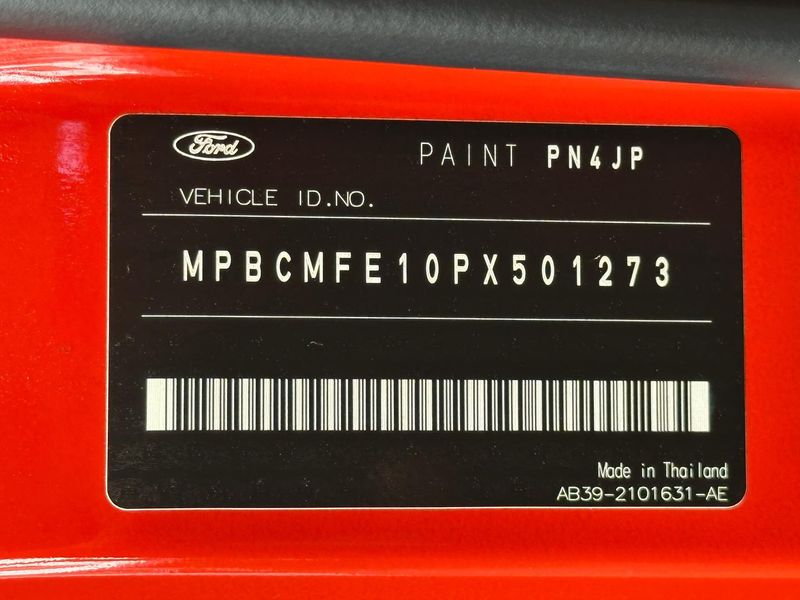 Ford PAINT PN4JP
VEHICLE ID.NO.
MPBCMFE10PX501273
Made in Thailand
AB39-2101631-AE